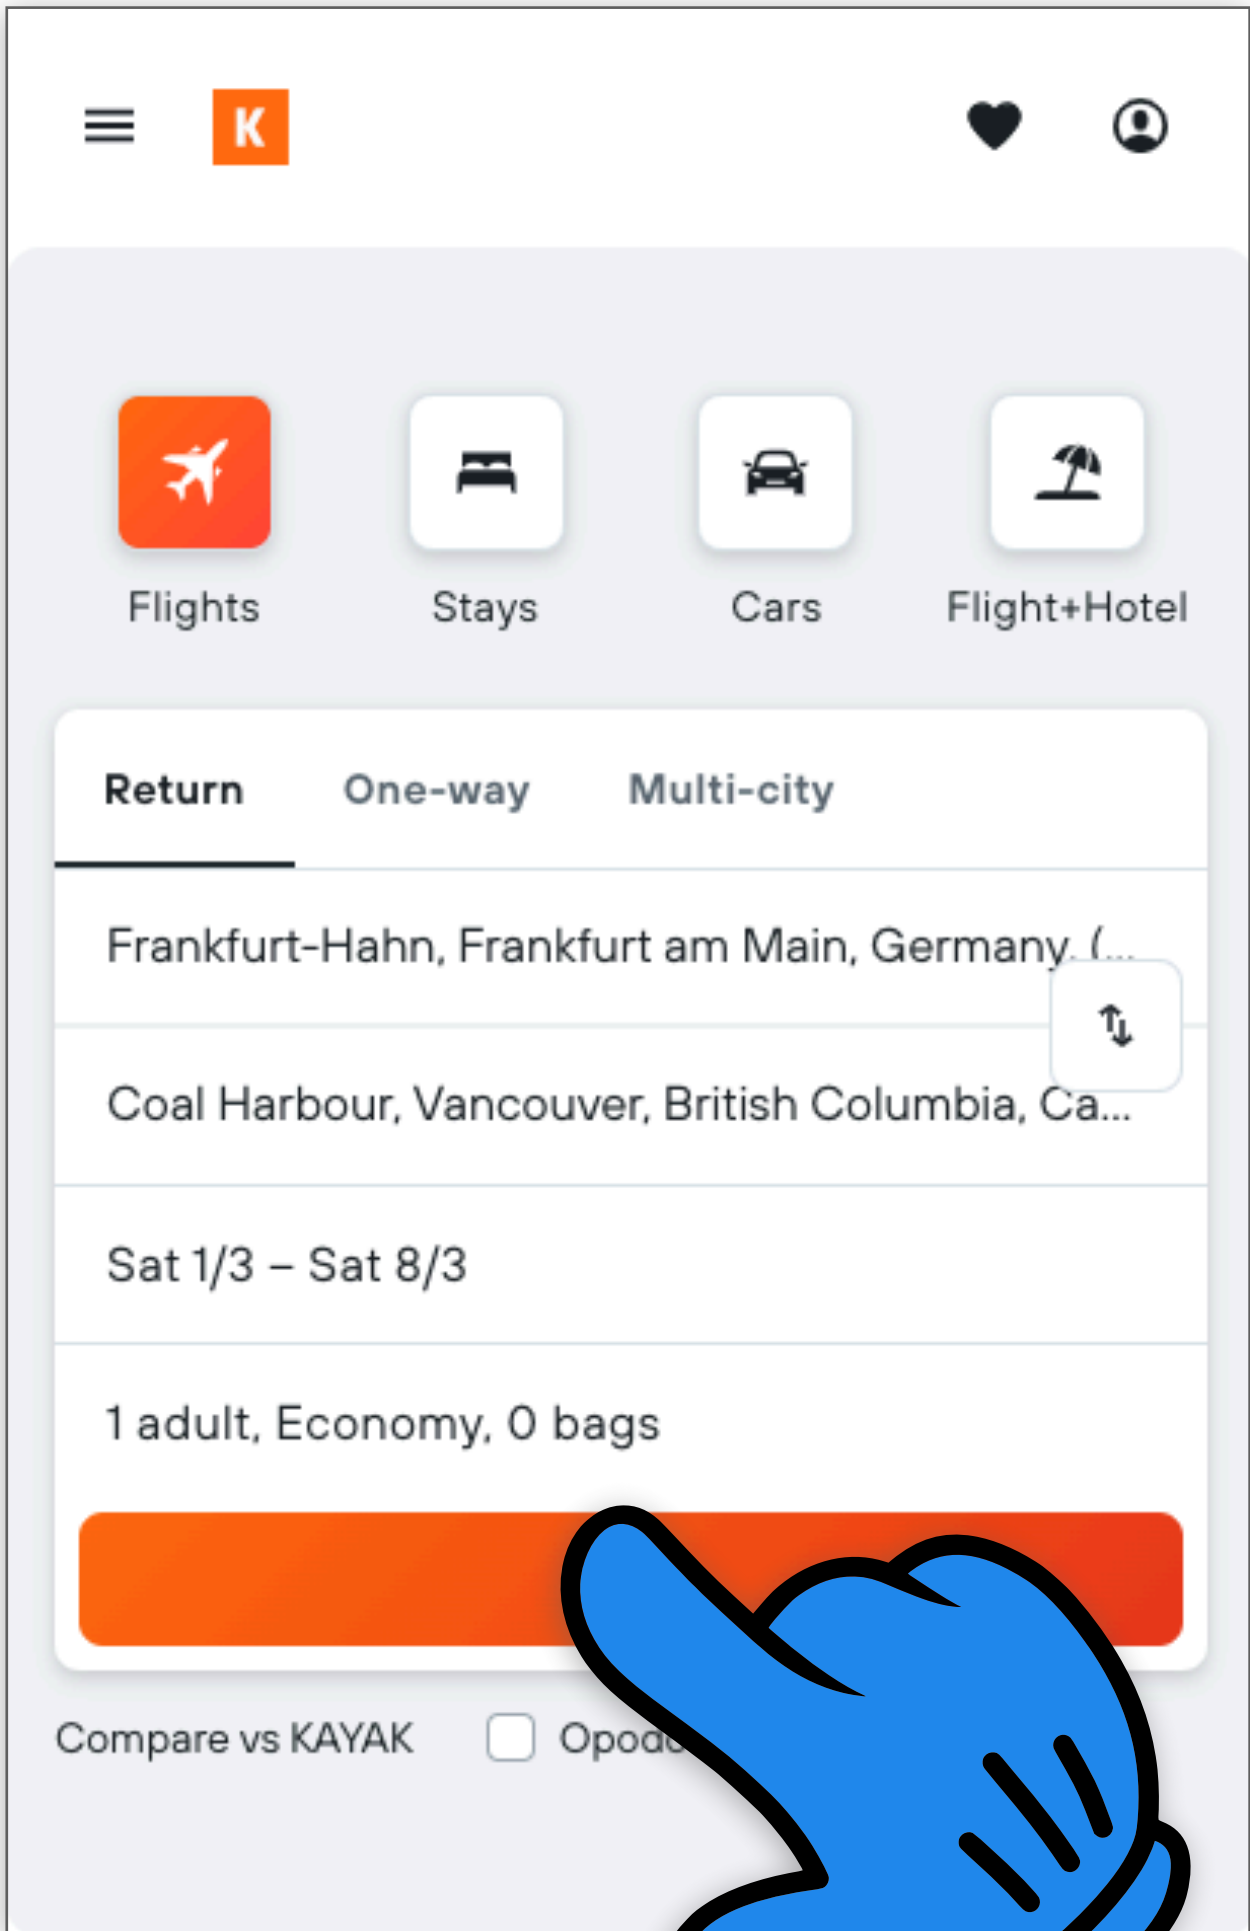 K
Flights Stays Cars Flight+Hotel
Return One-way Multi-city
Frankfurt-Hahn, Frankfurt am Main, Germany, (...
Coal Harbour, Vancouver, British Columbia, Ca...
Sat 1/3 – Sat 8/3
1 adult, Economy, 0 bags
Compare vs KAYAK